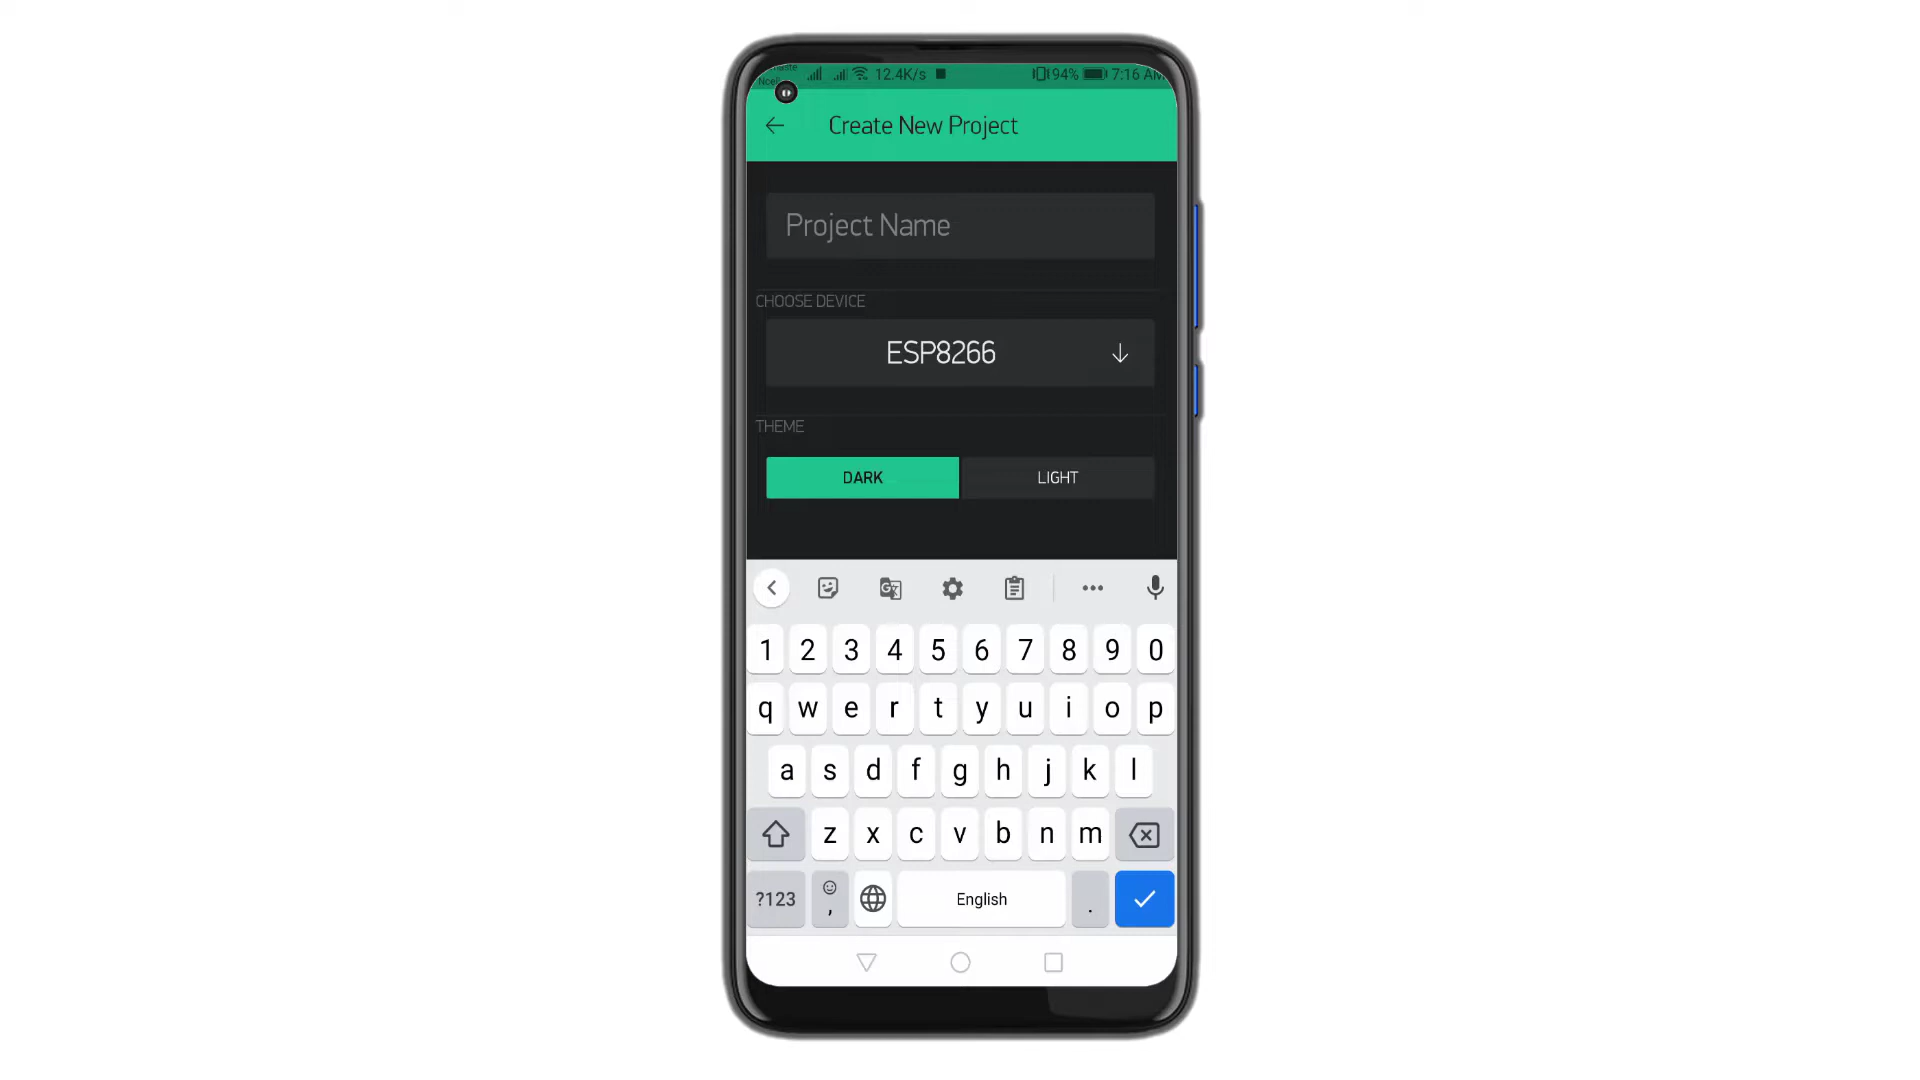 12.4K/s 94% 7:16 AM
Create New Project
Project Name
CHOOSE DEVICE
ESP8266
THEME
DARK LIGHT
1 2 3 4 5 6 7 8 9 0
q w e r t y u i o p
a s d f g h j k l
z x c v b n m
?123 , English .